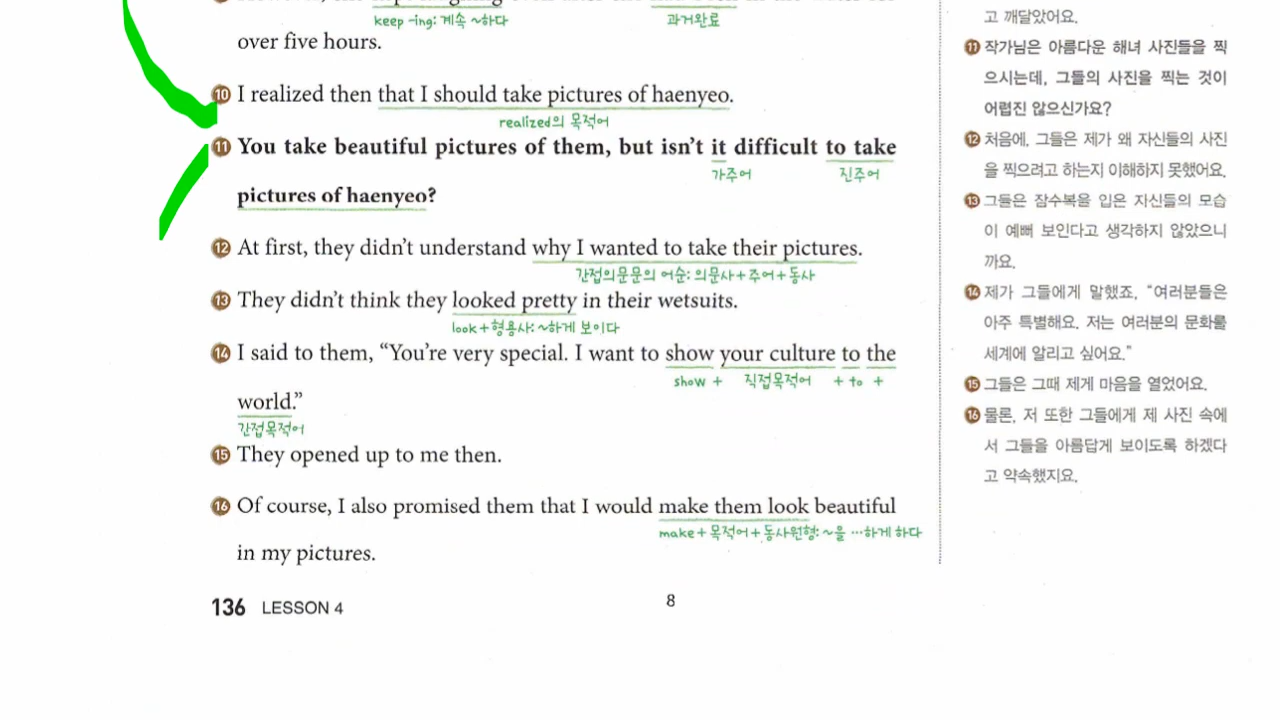 keep -ing: 계속 ~하다
과거완료
over five hours.
⑩ I realized then that I should take pictures of haenyeo.
realized의 목적어
⑪ You take beautiful pictures of them, but isn't it difficult to take
가주어
진주어
pictures of haenyeo?
⑫ At first, they didn't understand why I wanted to take their pictures.
간접의문문의 어순: 의문사+주어+동사
⑬ They didn't think they looked pretty in their wetsuits.
look+형용사: ~하게 보이다
⑭ I said to them, “You're very special. I want to show your culture to the
show + 직접목적어 + to +
world.”
간접목적어
⑮ They opened up to me then.
⑯ Of course, I also promised them that I would make them look beautiful
make+목적어+동사원형: ~을 …하게 하다
in my pictures.
136 LESSON 4
8
고 깨달았어요.
⑪ 작가님은 아름다운 해녀 사진들을 찍
으시는데, 그들의 사진을 찍는 것이
어렵진 않으신가요?
⑫ 처음에, 그들은 제가 왜 자신들의 사진
을 찍으려고 하는지 이해하지 못했어요.
⑬ 그들은 잠수복을 입은 자신들의 모습
이 예뻐 보인다고 생각하지 않았으니
까요.
⑭ 제가 그들에게 말했죠, “여러분들은
아주 특별해요. 저는 여러분의 문화를
세계에 알리고 싶어요.”
⑮ 그들은 그때 제게 마음을 열었어요.
⑯ 물론, 저 또한 그들에게 제 사진 속에
서 그들을 아름답게 보이도록 하겠다
고 약속했지요.